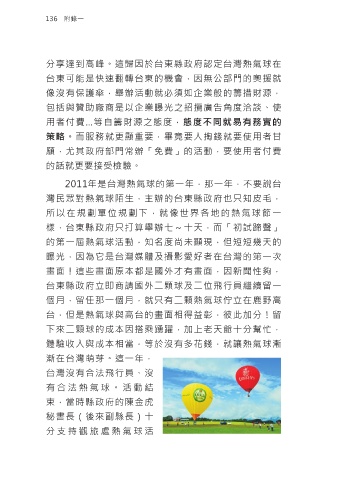 136 附錄一
分享達到高峰。這歸因於台東縣政府認定台灣熱氣球在
台東可能是快速翻轉台東的機會，因無公部門的奧援就
像沒有保護傘，舉辦活動就必須如企業般的籌措財源，
包括與贊助廠商是以企業曝光之招攬廣告角度洽談、使
用者付費…等自籌財源之態度，態度不同就易有務實的
策略。而服務就更顯重要，畢竟要人掏錢就要使用者甘
願，尤其政府部門常辦「免費」的活動，要使用者付費
的話就更要接受檢驗。
2011年是台灣熱氣球的第一年，那一年，不要說台
灣民眾對熱氣球陌生，主辦的台東縣政府也只知皮毛，
所以在規劃單位規劃下，就像世界各地的熱氣球節一
樣，台東縣政府只打算舉辦七～十天，而「初試蹄聲」
的第一屆熱氣球活動，知名度尚未顯現，但短短幾天的
曝光，因為它是台灣媒體及攝影愛好者在台灣的第一次
畫面！這些畫面原本都是國外才有畫面，因新聞性夠，
台東縣政府立即商請國外二顆球及二位飛行員繼續留一
個月，留任那一個月，就只有二顆熱氣球佇立在鹿野高
台，但是熱氣球與高台的畫面相得益彰，彼此加分！留
下來二顆球的成本因搭乘踴躍，加上老天爺十分幫忙，
體驗收入與成本相當，等於沒有多花錢，就讓熱氣球漸
漸在台灣萌芽。這一年，
台灣沒有合法飛行員，沒
有合法熱氣球。活動結
束，當時縣政府的陳金虎
秘書長（後來副縣長）十
分支持觀旅處熱氣球活